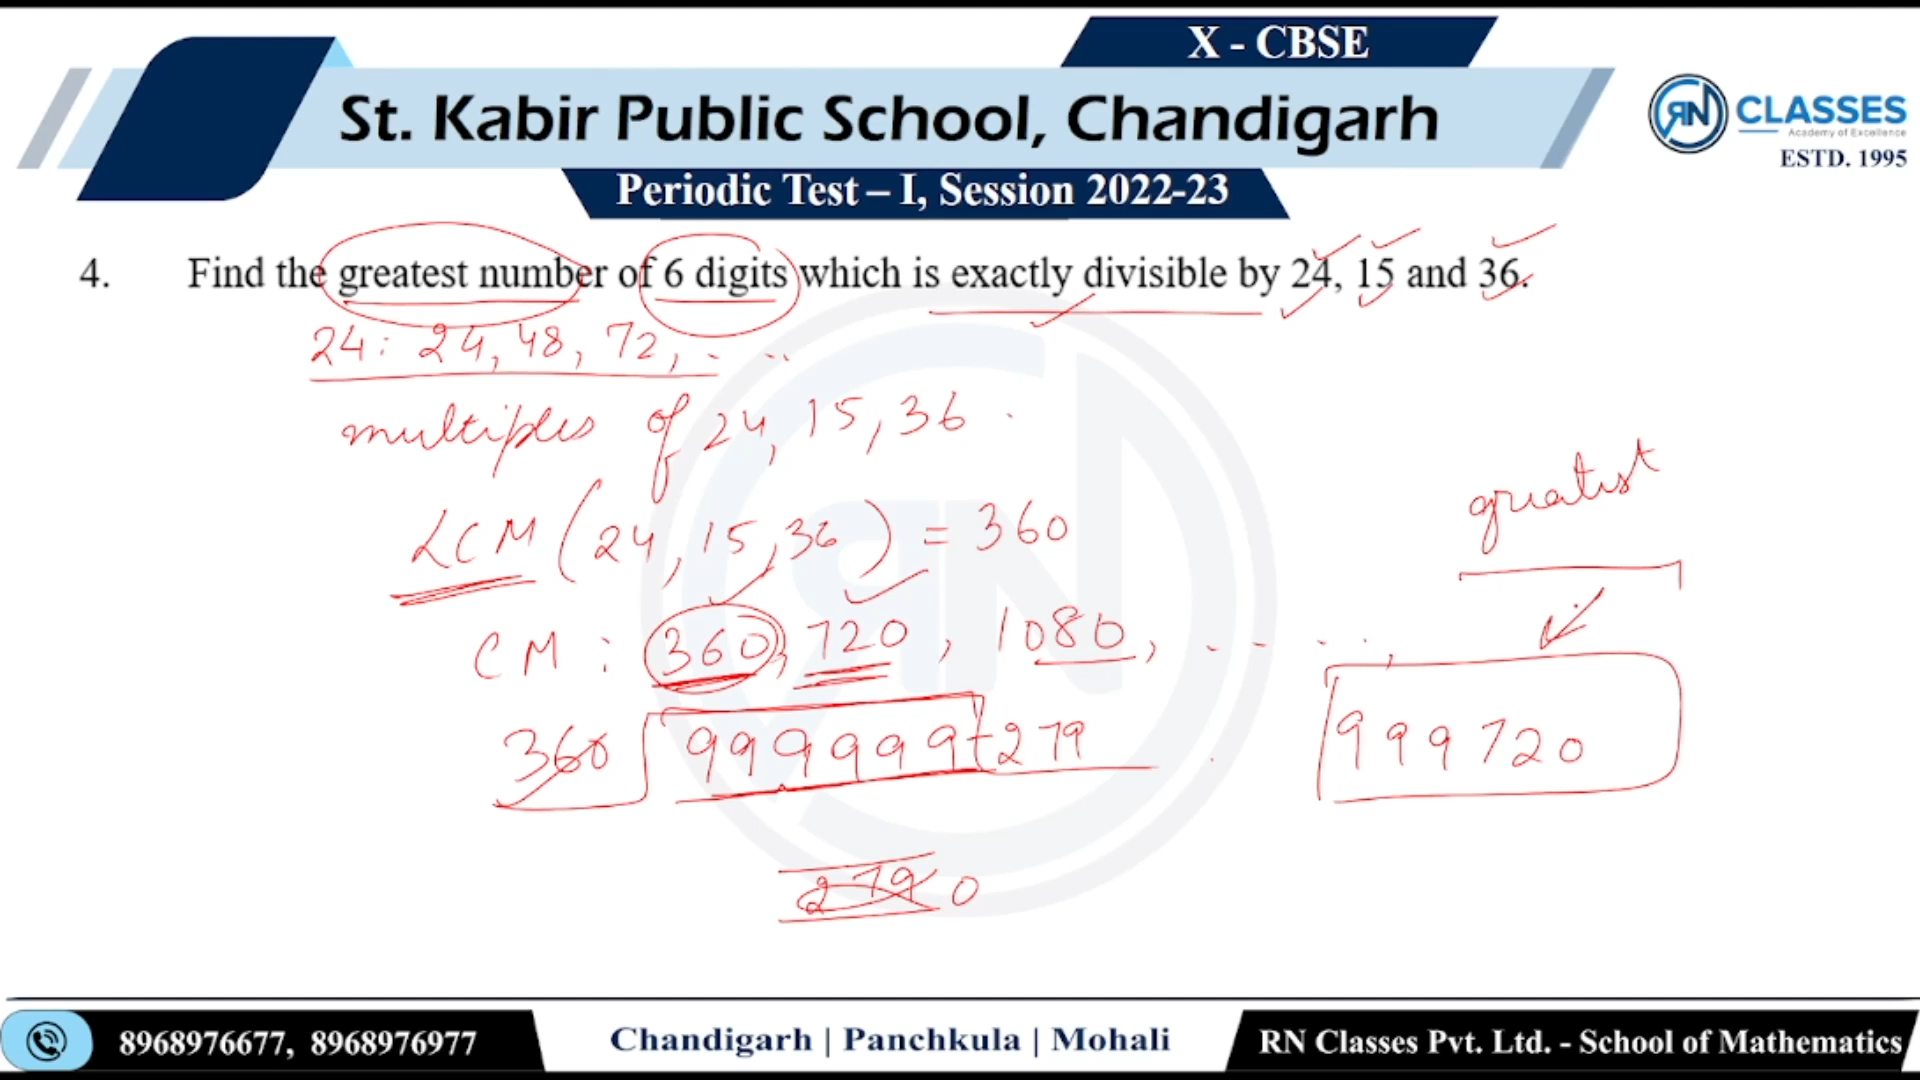 X - CBSE
St. Kabir Public School, Chandigarh
RN CLASSES
Academy of Excellence
ESTD. 1995
Periodic Test – I, Session 2022-23
4. Find the greatest number of 6 digits which is exactly divisible by 24, 15 and 36.
24: 24, 48, 72, - --
multiples of 24, 15, 36.
greatest
LCM (24, 15, 36) = 360
CM : 360, 720, 1080, - - - - -,
360 999999 - 279
999720
279 0
8968976677, 8968976977
Chandigarh | Panchkula | Mohali
RN Classes Pvt. Ltd. - School of Mathematics